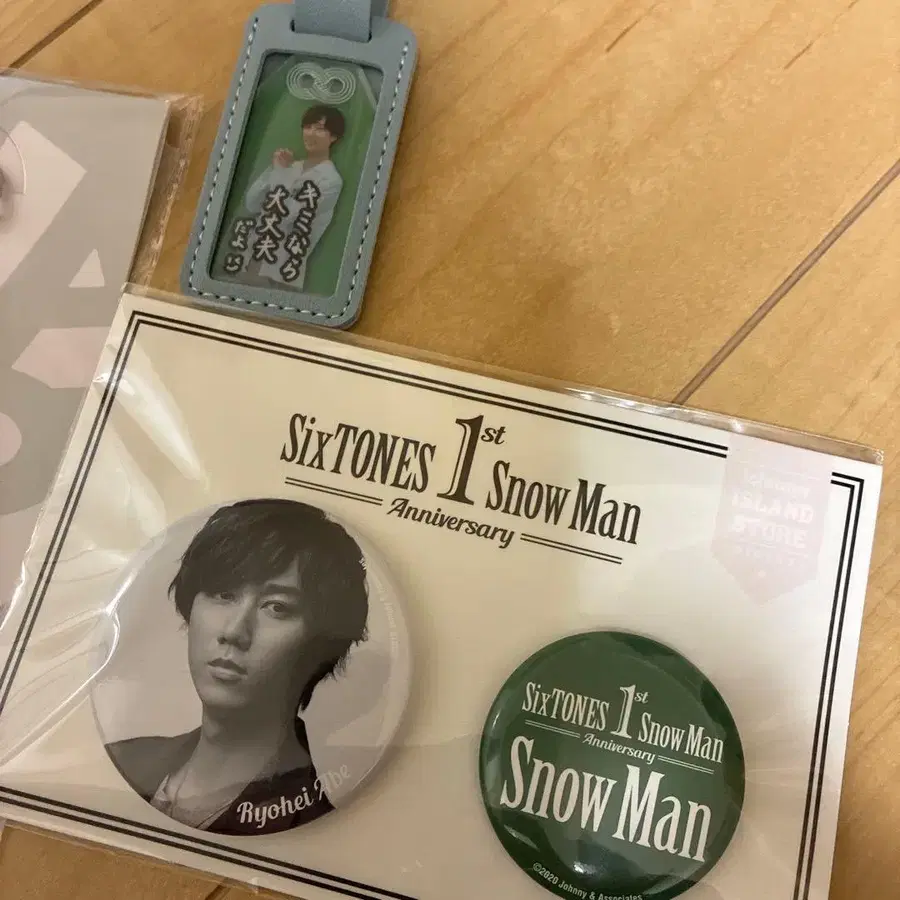 キミなら
大丈夫
だよ
SixTONES 1st Snow Man
Anniversary
ISLAND
STORE
Ryohei Abe
SixTONES 1st Snow Man
Anniversary
Snow Man
©2020 Johnny & Associates